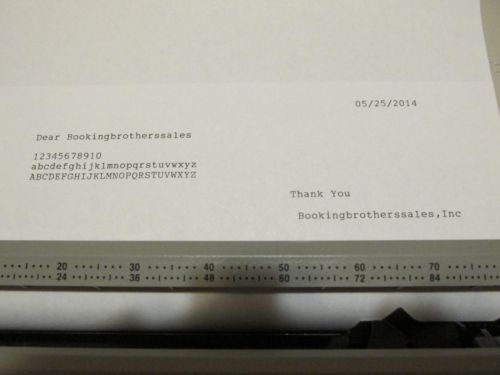 05/25/2014
Dear Bookingbrotherssales
12345678910
abcdefghijklmnopqrstuvwxyz
ABCDEFGHIJKLMNOPQRSTUVWXYZ
Thank You
Bookingbrotherssales,Inc
20 30 40 50 60 70
24 36 48 60 72 84